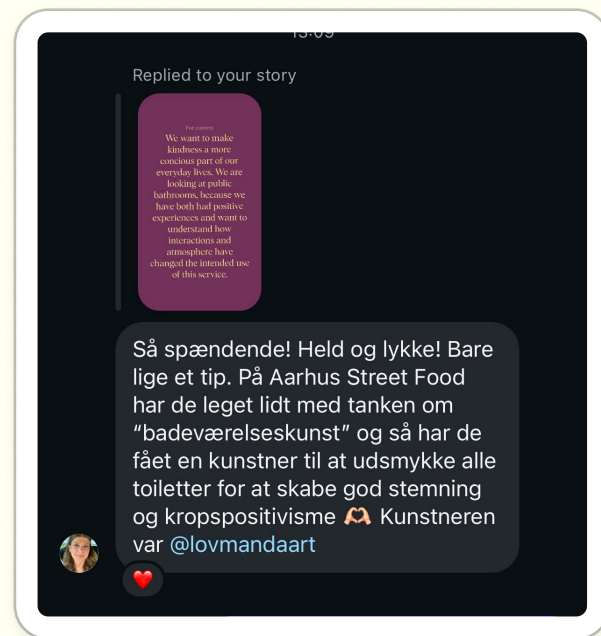 13:09
Replied to your story
For context
We want to make
kindness a more
concious part of our
everyday lives. We are
looking at public
bathrooms, because we
have both had positive
experiences and want to
understand how
interactions and
atmosphere have
changed the intended use
of this service.
Så spændende! Held og lykke! Bare
lige et tip. På Aarhus Street Food
har de leget lidt med tanken om
“badeværelseskunst” og så har de
fået en kunstner til at udsmykke alle
toiletter for at skabe god stemning
og kropspositivisme 🫶🏼 Kunstneren
var @lovmandaart
❤️